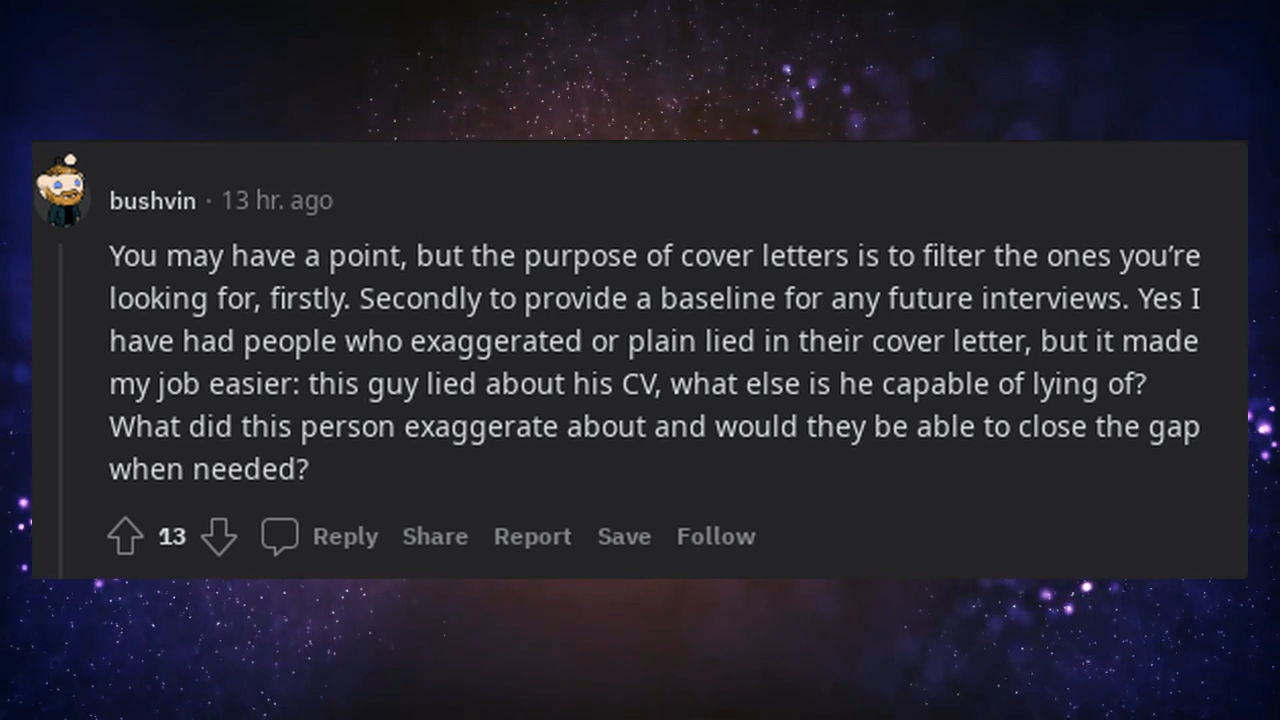 bushvin · 13 hr. ago
You may have a point, but the purpose of cover letters is to filter the ones you’re
looking for, firstly. Secondly to provide a baseline for any future interviews. Yes I
have had people who exaggerated or plain lied in their cover letter, but it made
my job easier: this guy lied about his CV, what else is he capable of lying of?
What did this person exaggerate about and would they be able to close the gap
when needed?
13 Reply Share Report Save Follow